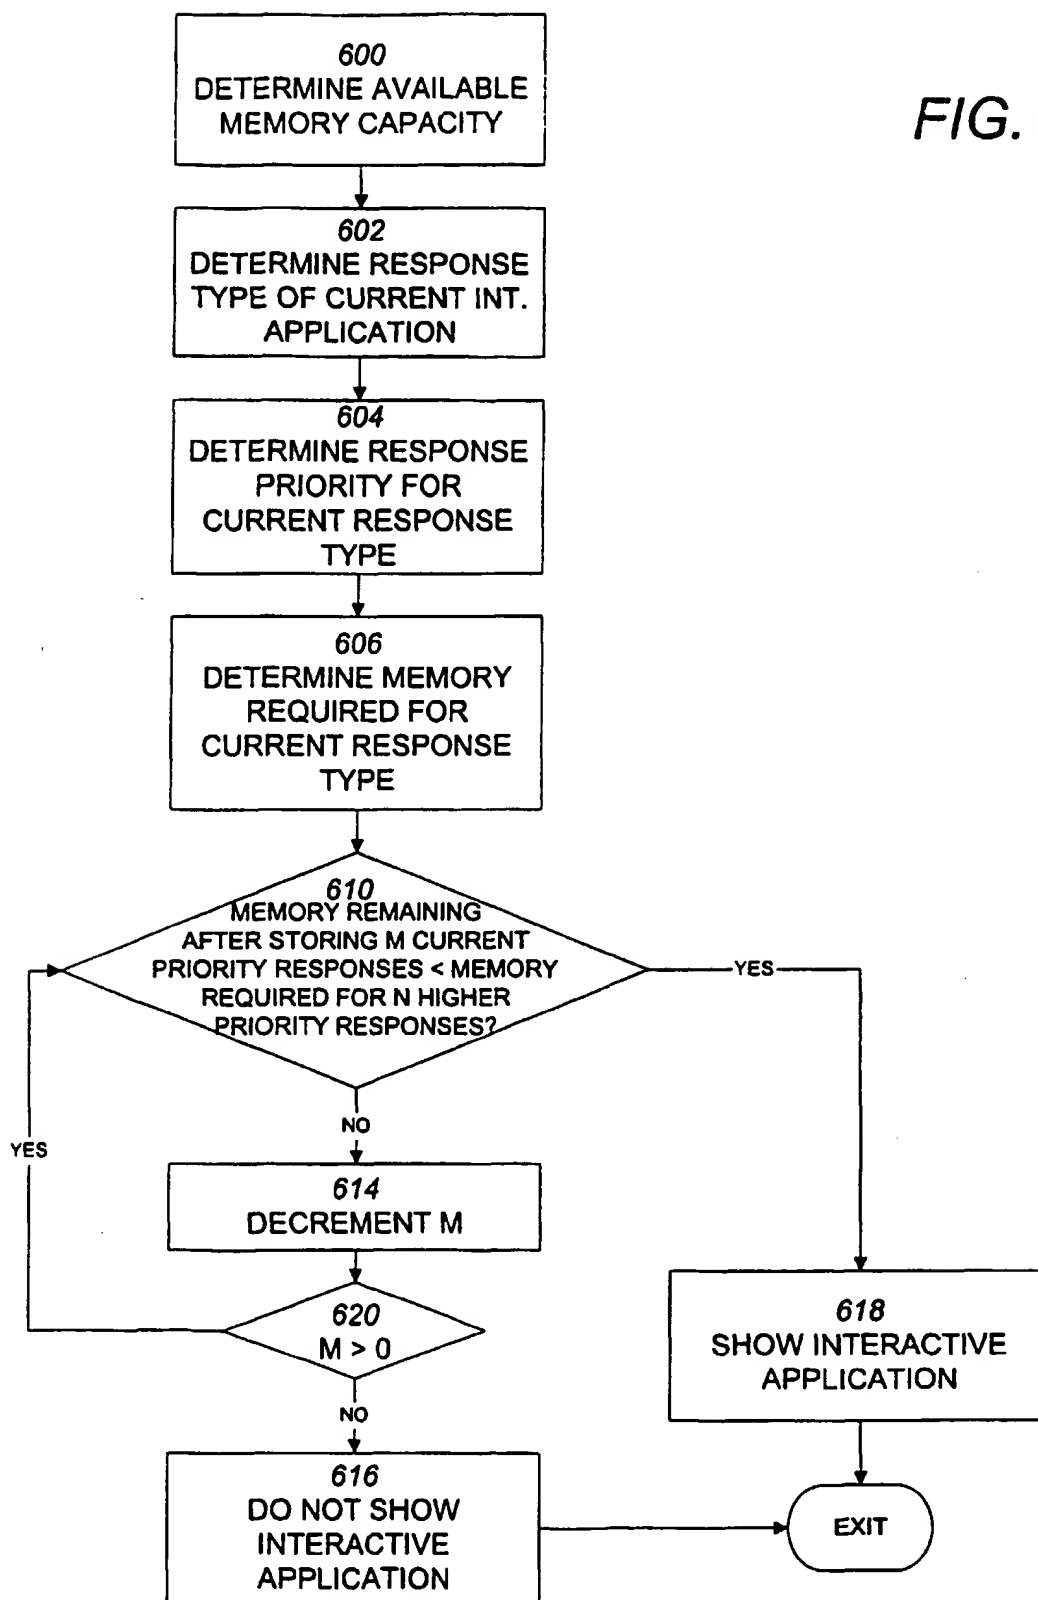 FIG.
600
DETERMINE AVAILABLE
MEMORY CAPACITY
602
DETERMINE RESPONSE
TYPE OF CURRENT INT.
APPLICATION
604
DETERMINE RESPONSE
PRIORITY FOR
CURRENT RESPONSE
TYPE
606
DETERMINE MEMORY
REQUIRED FOR
CURRENT RESPONSE
TYPE
610
MEMORY REMAINING
AFTER STORING M CURRENT
PRIORITY RESPONSES < MEMORY
REQUIRED FOR N HIGHER
PRIORITY RESPONSES?
YES
NO
YES
614
DECREMENT M
620
M > 0
NO
618
SHOW INTERACTIVE
APPLICATION
616
DO NOT SHOW
INTERACTIVE
APPLICATION
EXIT